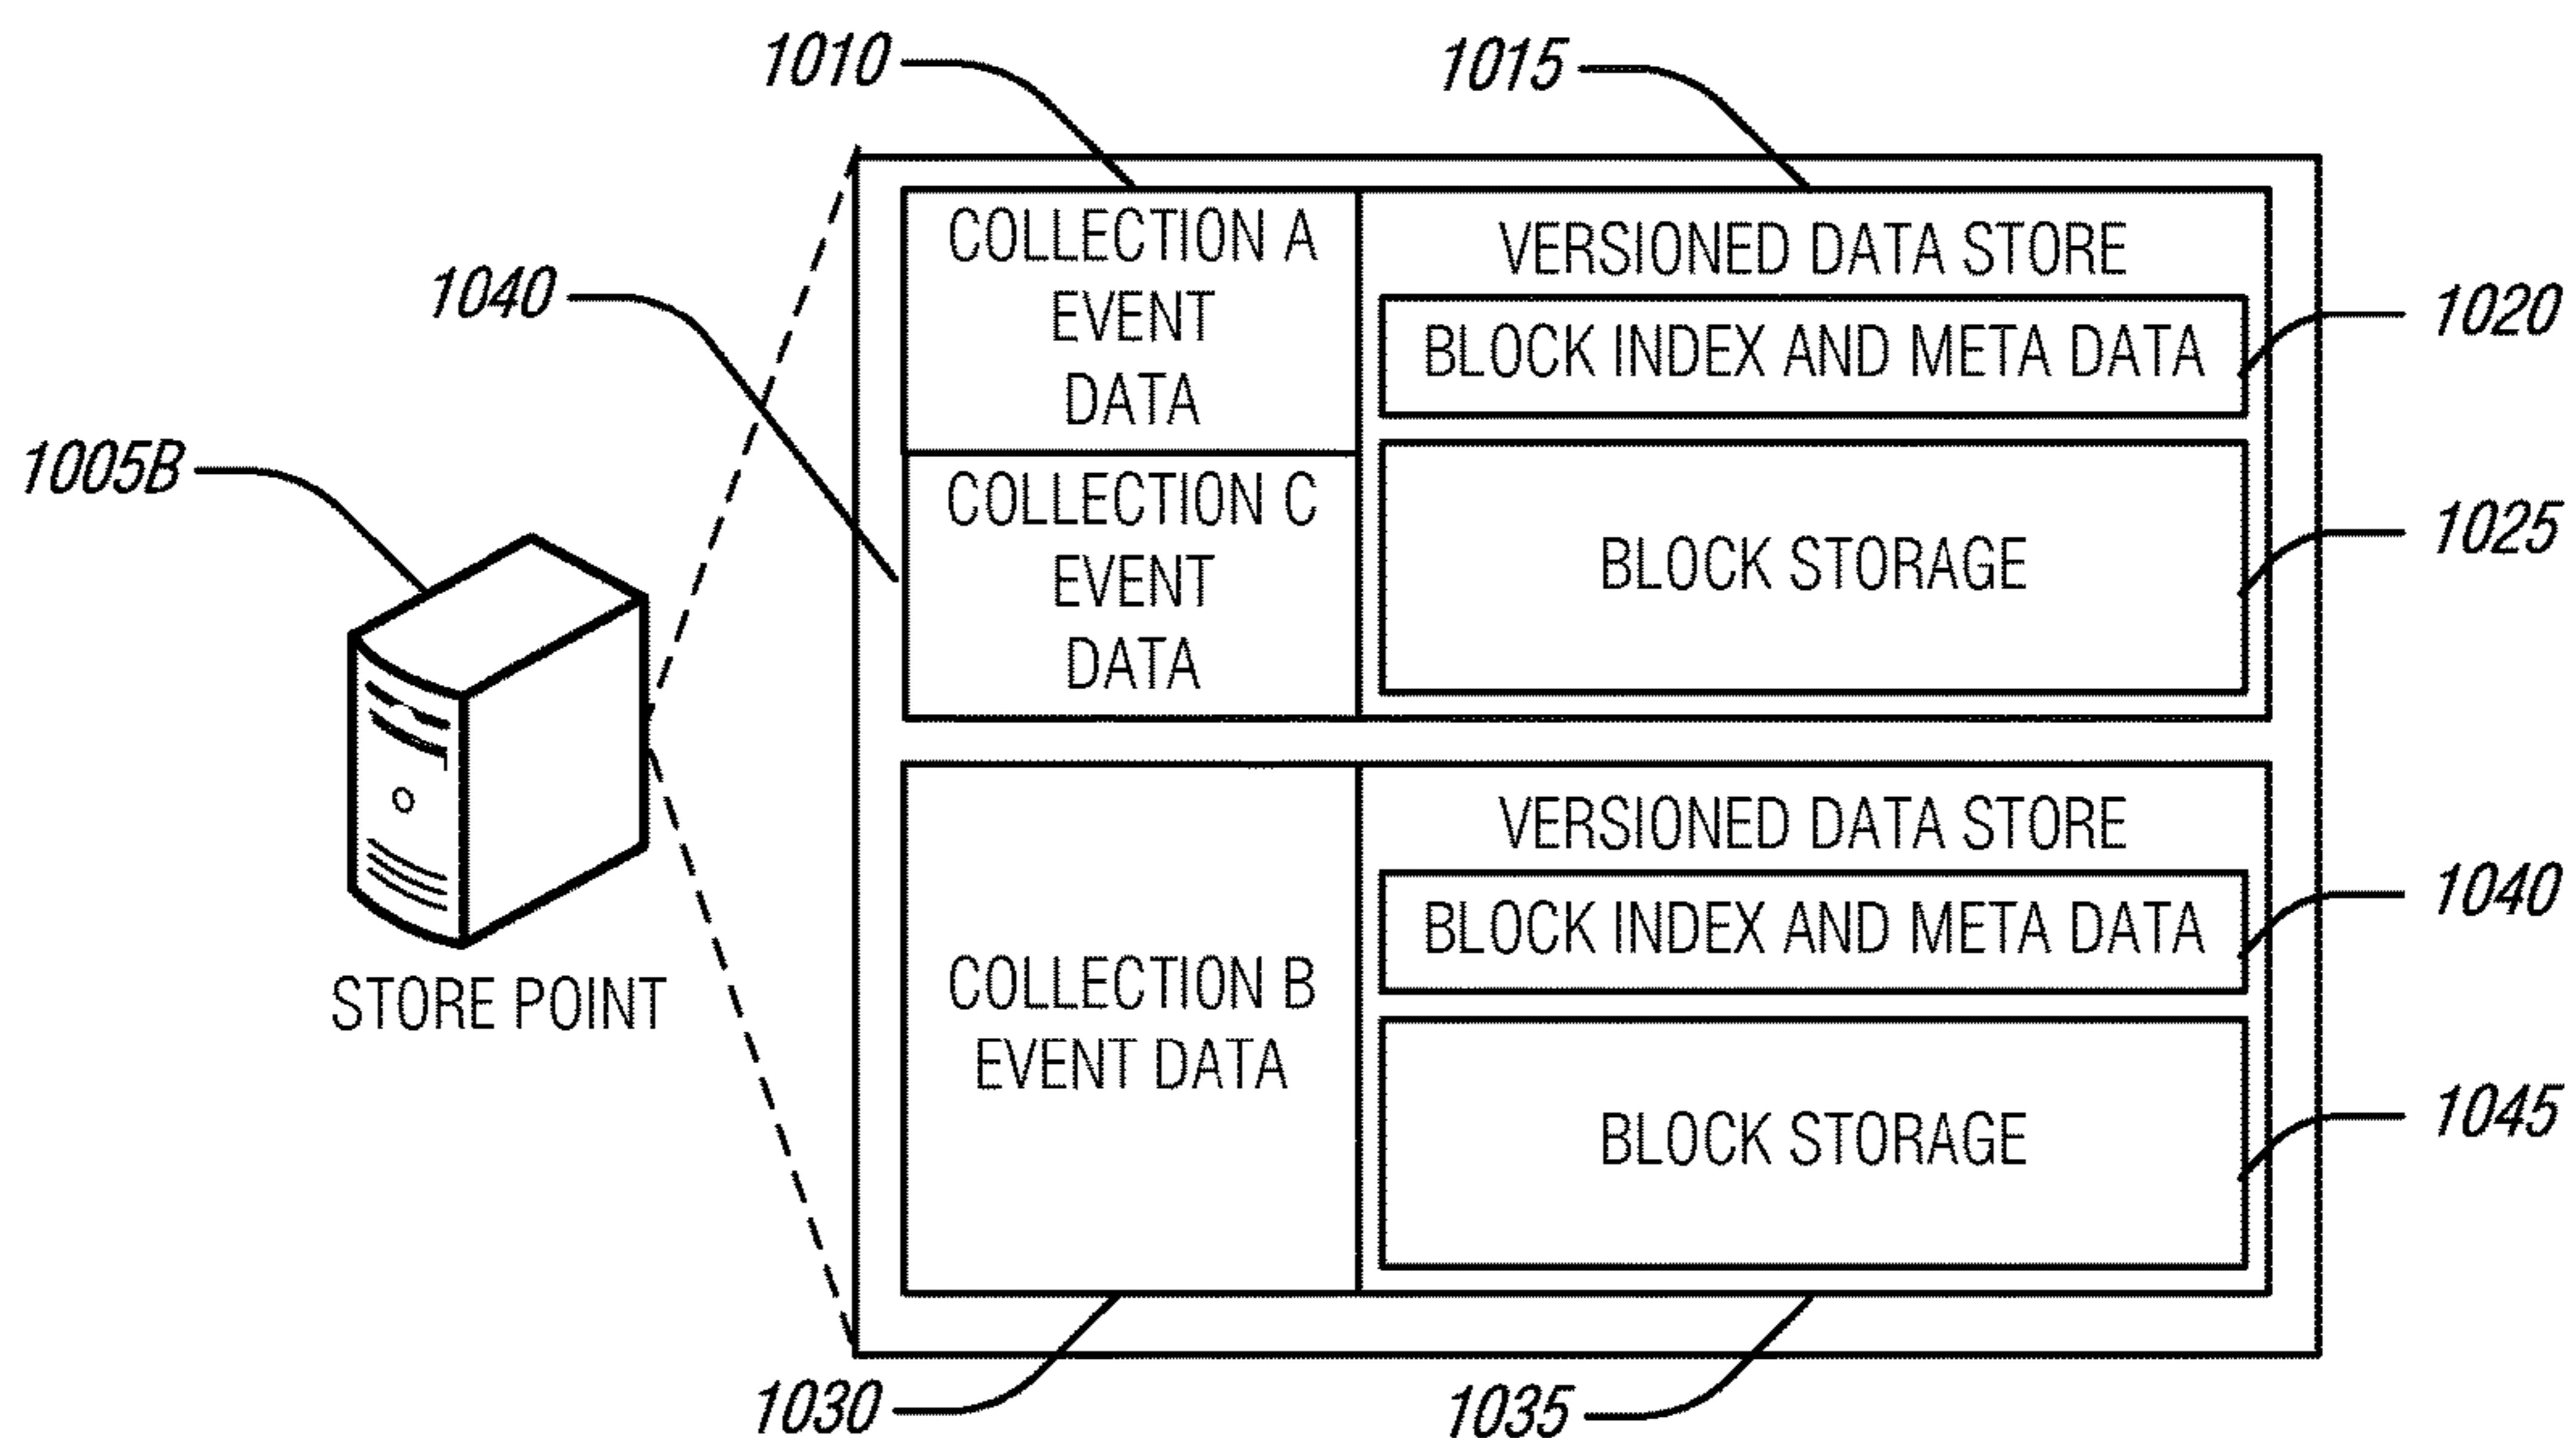 1010
1015
COLLECTION A
EVENT
DATA
VERSIONED DATA STORE
1040
BLOCK INDEX AND META DATA
1020
1005B
COLLECTION C
EVENT
DATA
BLOCK STORAGE
1025
STORE POINT
COLLECTION B
EVENT DATA
VERSIONED DATA STORE
BLOCK INDEX AND META DATA
1040
BLOCK STORAGE
1045
1030
1035